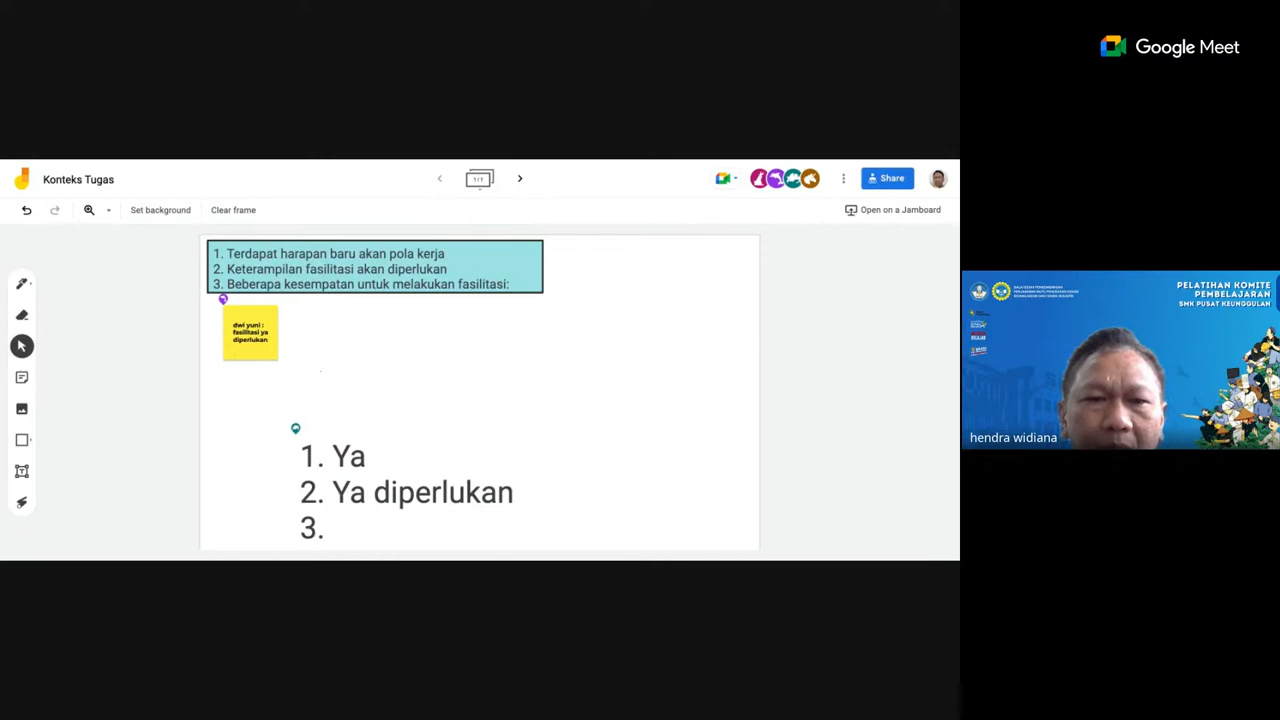 Google Meet
Konteks Tugas
1/1
Share
Set background
Clear frame
Open on a Jamboard
1. Terdapat harapan baru akan pola kerja
2. Keterampilan fasilitasi akan diperlukan
3. Beberapa kesempatan untuk melakukan fasilitasi:
dwi yuni :
fasilitasi ya
diperlukan
1. Ya
2. Ya diperlukan
3.
PELATIHAN KOMITE
PEMBELAJARAN
SMK PUSAT KEUNGGULAN
hendra widiana